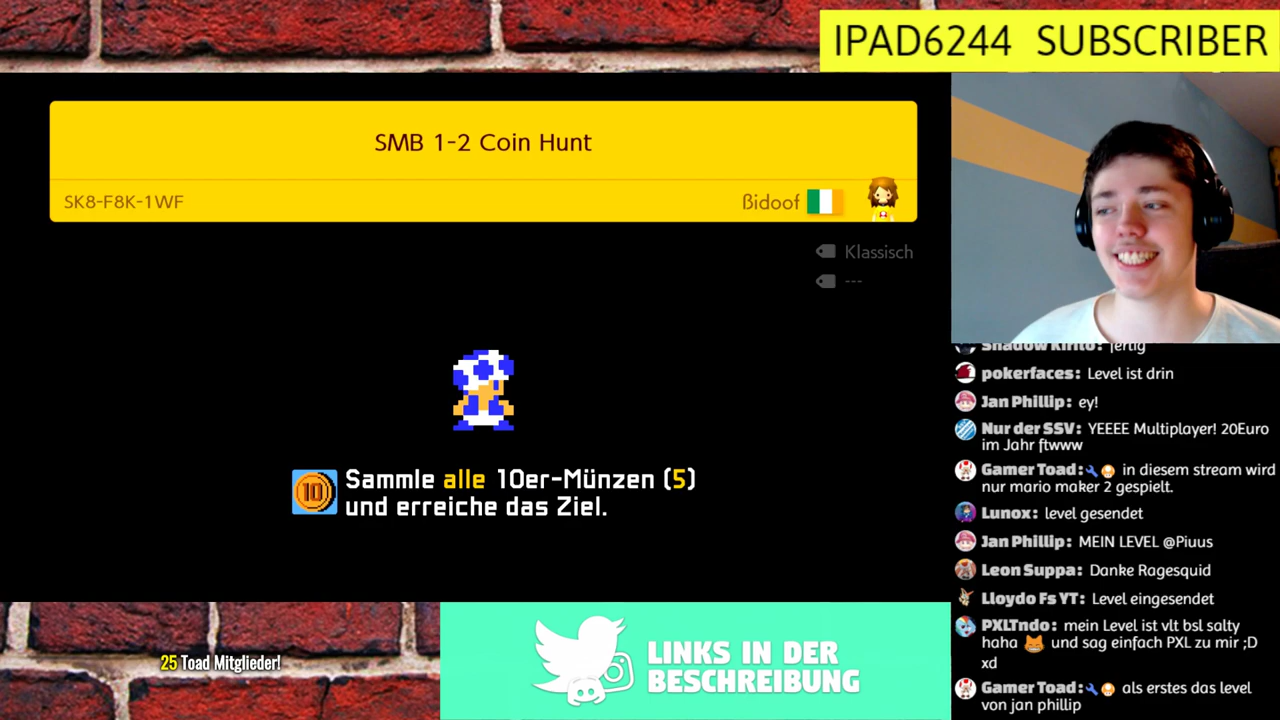 IPAD6244 SUBSCRIBER
SMB 1-2 Coin Hunt
SK8-F8K-1WF
ßidoof
Klassisch
---
10
Sammle alle 10er-Münzen (5)
und erreiche das Ziel.
Shadow Kirito: fertig
pokerfaces: Level ist drin
Jan Phillip: ey!
Nur der SSV: YEEEE Multiplayer! 20Euro
im Jahr ftwww
Gamer Toad: in diesem stream wird
nur mario maker 2 gespielt.
Lunox: level gesendet
Jan Phillip: MEIN LEVEL @Piuus
Leon Suppa: Danke Ragesquid
Lloydo Fs YT: Level eingesendet
PXLTndo: mein Level ist vlt bsl salty
haha und sag einfach PXL zu mir ;D
xd
Gamer Toad: als erstes das level
von jan phillip
25 Toad Mitglieder!
LINKS IN DER
BESCHREIBUNG